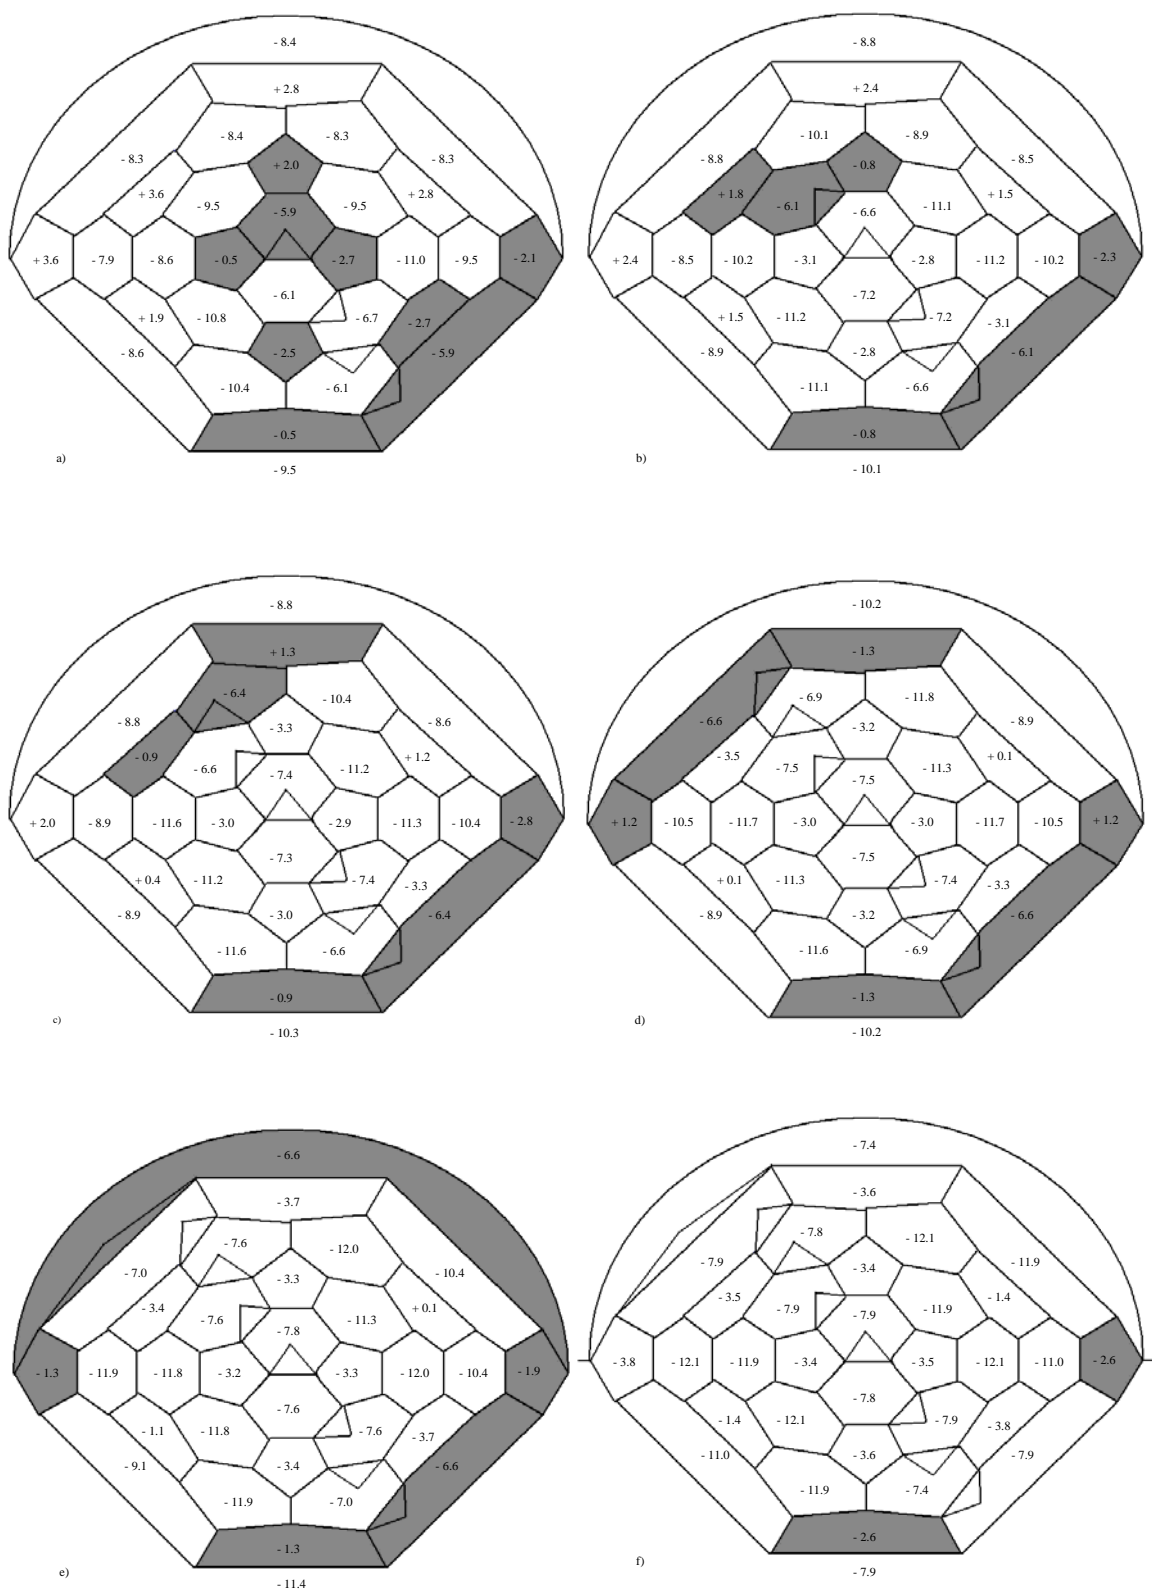 - 8.4
+ 2.8
- 8.4 - 8.3
- 8.3 + 2.0 - 8.3
+ 3.6 - 9.5 - 9.5 + 2.8
- 5.9
+ 3.6 - 7.9 - 8.6 - 0.5 - 2.7 - 11.0 - 9.5 - 2.1
- 6.1
+ 1.9 - 10.8 - 6.7 - 2.7
- 8.6 - 2.5 - 5.9
- 10.4 - 6.1
- 0.5
a)
- 9.5
- 8.8
+ 2.4
- 10.1 - 8.9
- 8.8 - 0.8 - 8.5
+ 1.8 - 6.1 - 11.1 + 1.5
- 6.6
+ 2.4 - 8.5 - 10.2 - 3.1 - 2.8 - 11.2 - 10.2 - 2.3
- 7.2
+ 1.5 - 11.2 - 7.2 - 3.1
- 8.9 - 2.8 - 6.1
- 11.1 - 6.6
- 0.8
b)
- 10.1
- 8.8
+ 1.3
- 6.4 - 10.4
- 8.8 - 3.3 - 8.6
- 0.9 - 6.6 - 11.2 + 1.2
- 7.4
+ 2.0 - 8.9 - 11.6 - 3.0 - 2.9 - 11.3 - 10.4 - 2.8
- 7.3
+ 0.4 - 11.2 - 7.4 - 3.3
- 8.9 - 3.0 - 6.4
- 11.6 - 6.6
- 0.9
c)
- 10.3
- 10.2
- 1.3
- 6.9 - 11.8
- 6.6 - 3.2 - 8.9
- 3.5 - 7.5 - 11.3 + 0.1
- 7.5
+ 1.2 - 10.5 - 11.7 - 3.0 - 3.0 - 11.7 - 10.5 + 1.2
- 7.5
+ 0.1 - 11.3 - 7.4 - 3.3
- 8.9 - 3.2 - 6.6
- 11.6 - 6.9
- 1.3
d)
- 10.2
- 6.6
- 3.7
- 7.6 - 12.0
- 7.0 - 3.3 - 10.4
- 3.4 - 7.6 - 11.3 + 0.1
- 7.8
- 1.3 - 11.9 - 11.8 - 3.2 - 3.3 - 12.0 - 10.4 - 1.9
- 7.6
- 1.1 - 11.8 - 7.6 - 3.7
- 9.1 - 3.4 - 6.6
- 11.9 - 7.0
- 1.3
e)
- 11.4
- 7.4
- 3.6
- 7.8 - 12.1
- 7.9 - 3.4 - 11.9
- 3.5 - 7.9 - 11.9 - 1.4
- 7.9
- 3.8 - 12.1 - 11.9 - 3.4 - 3.5 - 12.1 - 11.0 - 2.6
- 7.8
- 1.4 - 12.1 - 7.9 - 3.8
- 11.0 - 3.6 - 7.9
- 11.9 - 7.4
- 2.6
f)
- 7.9